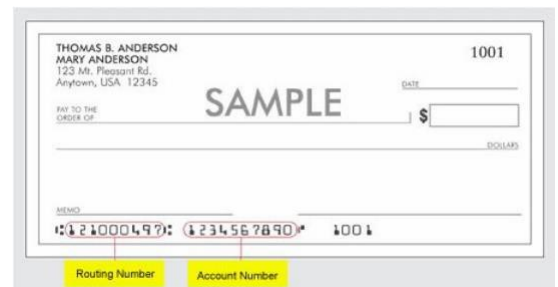 THOMAS B. ANDERSON
MARY ANDERSON
123 Mt. Pleasant Rd.
Anytown, USA 12345
1001
DATE
SAMPLE
PAY TO THE
ORDER OF
$
DOLLARS
MEMO
⑆121000497⑆ 1234567890⑈ 1001
Routing Number
Account Number